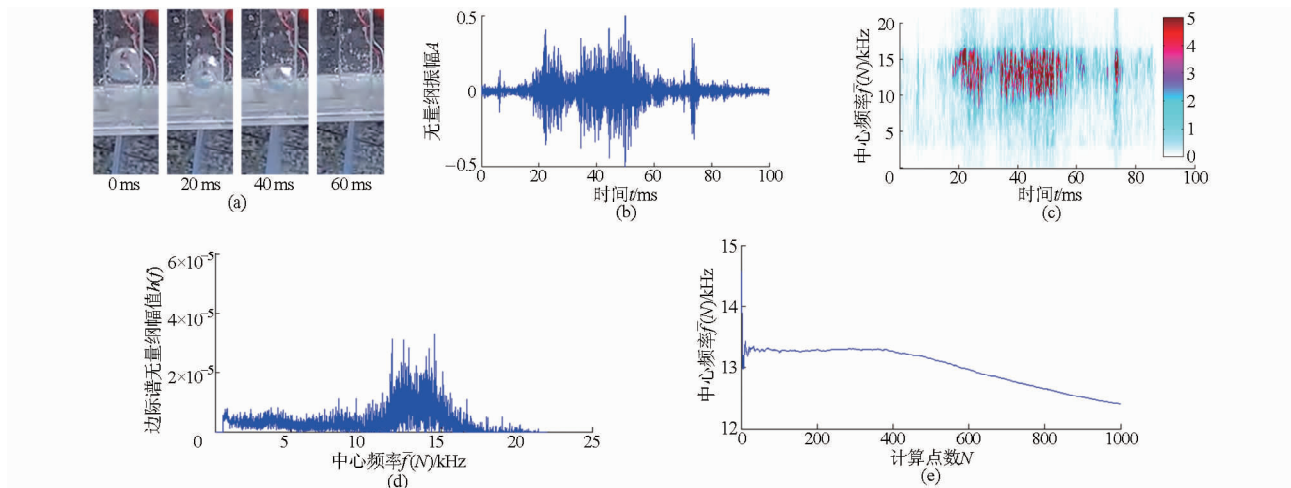 0 ms
20 ms
40 ms
60 ms
(a)
无量纲振幅A
0.5
0
−0.5
0
20
40
60
80
100
时间t/ms
(b)
中心频率f̄(N)/kHz
20
15
10
5
20
40
60
80
100
5
4
3
2
1
0
时间t/ms
(c)
边际谱无量纲幅值h(f)
6×10⁻⁵
4×10⁻⁵
2×10⁻⁵
0
5
10
15
20
25
中心频率f̄(N)/kHz
(d)
中心频率f̄(N)/kHz
15
14
13
12
0
200
400
600
800
1000
计算点数N
(e)